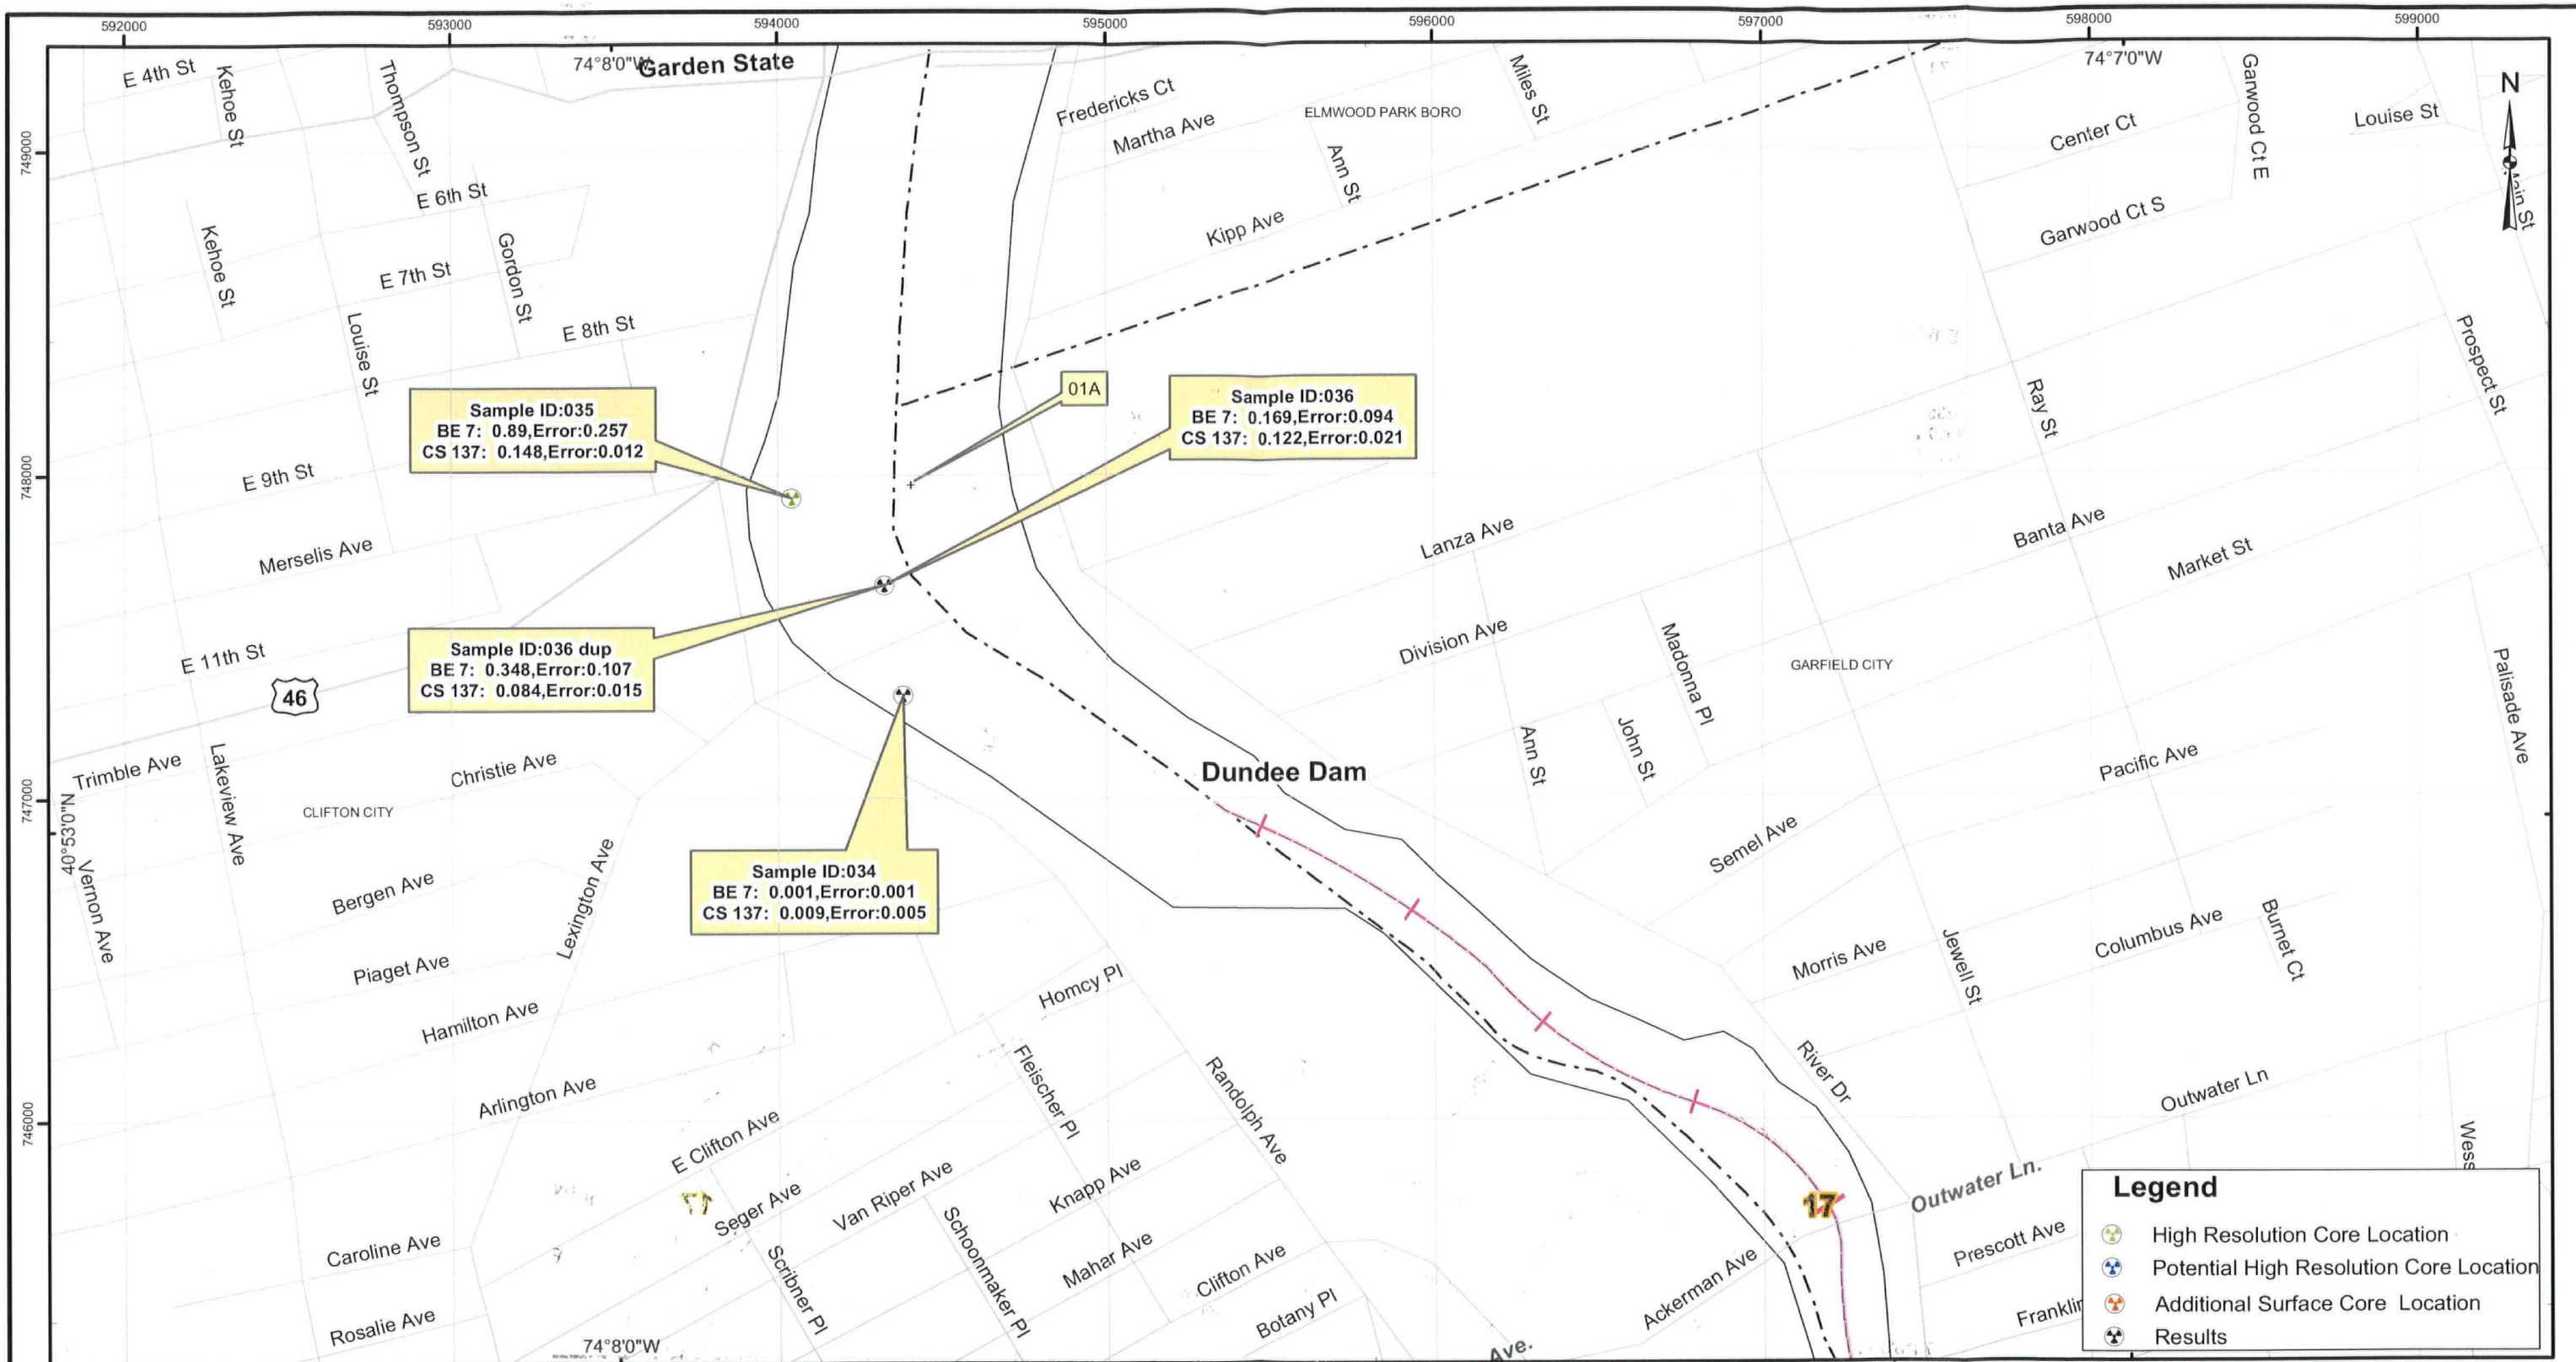 592000
593000
594000
595000
596000
597000
598000
599000
74°8'0"W
Garden State
74°7'0"W
N
E 4th St
Kehoe St
Thompson St
Fredericks Ct
Martha Ave
Miles St
ELMWOOD PARK BORO
Center Ct
Garwood Ct E
Louise St
749000
Ann St
E 6th St
Main St
Kipp Ave
Garwood Ct S
Kehoe St
E 7th St
Gordon St
Louise St
E 8th St
Prospect St
Sample ID:035
BE 7: 0.89,Error:0.257
CS 137: 0.148,Error:0.012
01A
Sample ID:036
BE 7: 0.169,Error:0.094
CS 137: 0.122,Error:0.021
Ray St
748000
E 9th St
Merselis Ave
Lanza Ave
Banta Ave
Market St
E 11th St
46
Sample ID:036 dup
BE 7: 0.348,Error:0.107
CS 137: 0.084,Error:0.015
Division Ave
Madonna Pl
GARFIELD CITY
Palisade Ave
Ann St
John St
Trimble Ave
Lakeview Ave
Christie Ave
Dundee Dam
Pacific Ave
747000
40°53'0"N
CLIFTON CITY
Semel Ave
Vernon Ave
Bergen Ave
Lexington Ave
Sample ID:034
BE 7: 0.001,Error:0.001
CS 137: 0.009,Error:0.005
Piaget Ave
Homcy Pl
Morris Ave
Jewell St
Columbus Ave
Burnet Ct
Hamilton Ave
Arlington Ave
Fleischer Pl
Randolph Ave
River Dr
Outwater Ln
746000
E Clifton Ave
Wess
Seger Ave
Van Riper Ave
Knapp Ave
17
Outwater Ln.
Caroline Ave
Scribner Pl
Schoonmaker Pl
Mahar Ave
Clifton Ave
Ackerman Ave
Prescott Ave
Rosalie Ave
Botany Pl
Franklin
74°8'0"W
Ave.
Legend
High Resolution Core Location
Potential High Resolution Core Location
Additional Surface Core Location
Results